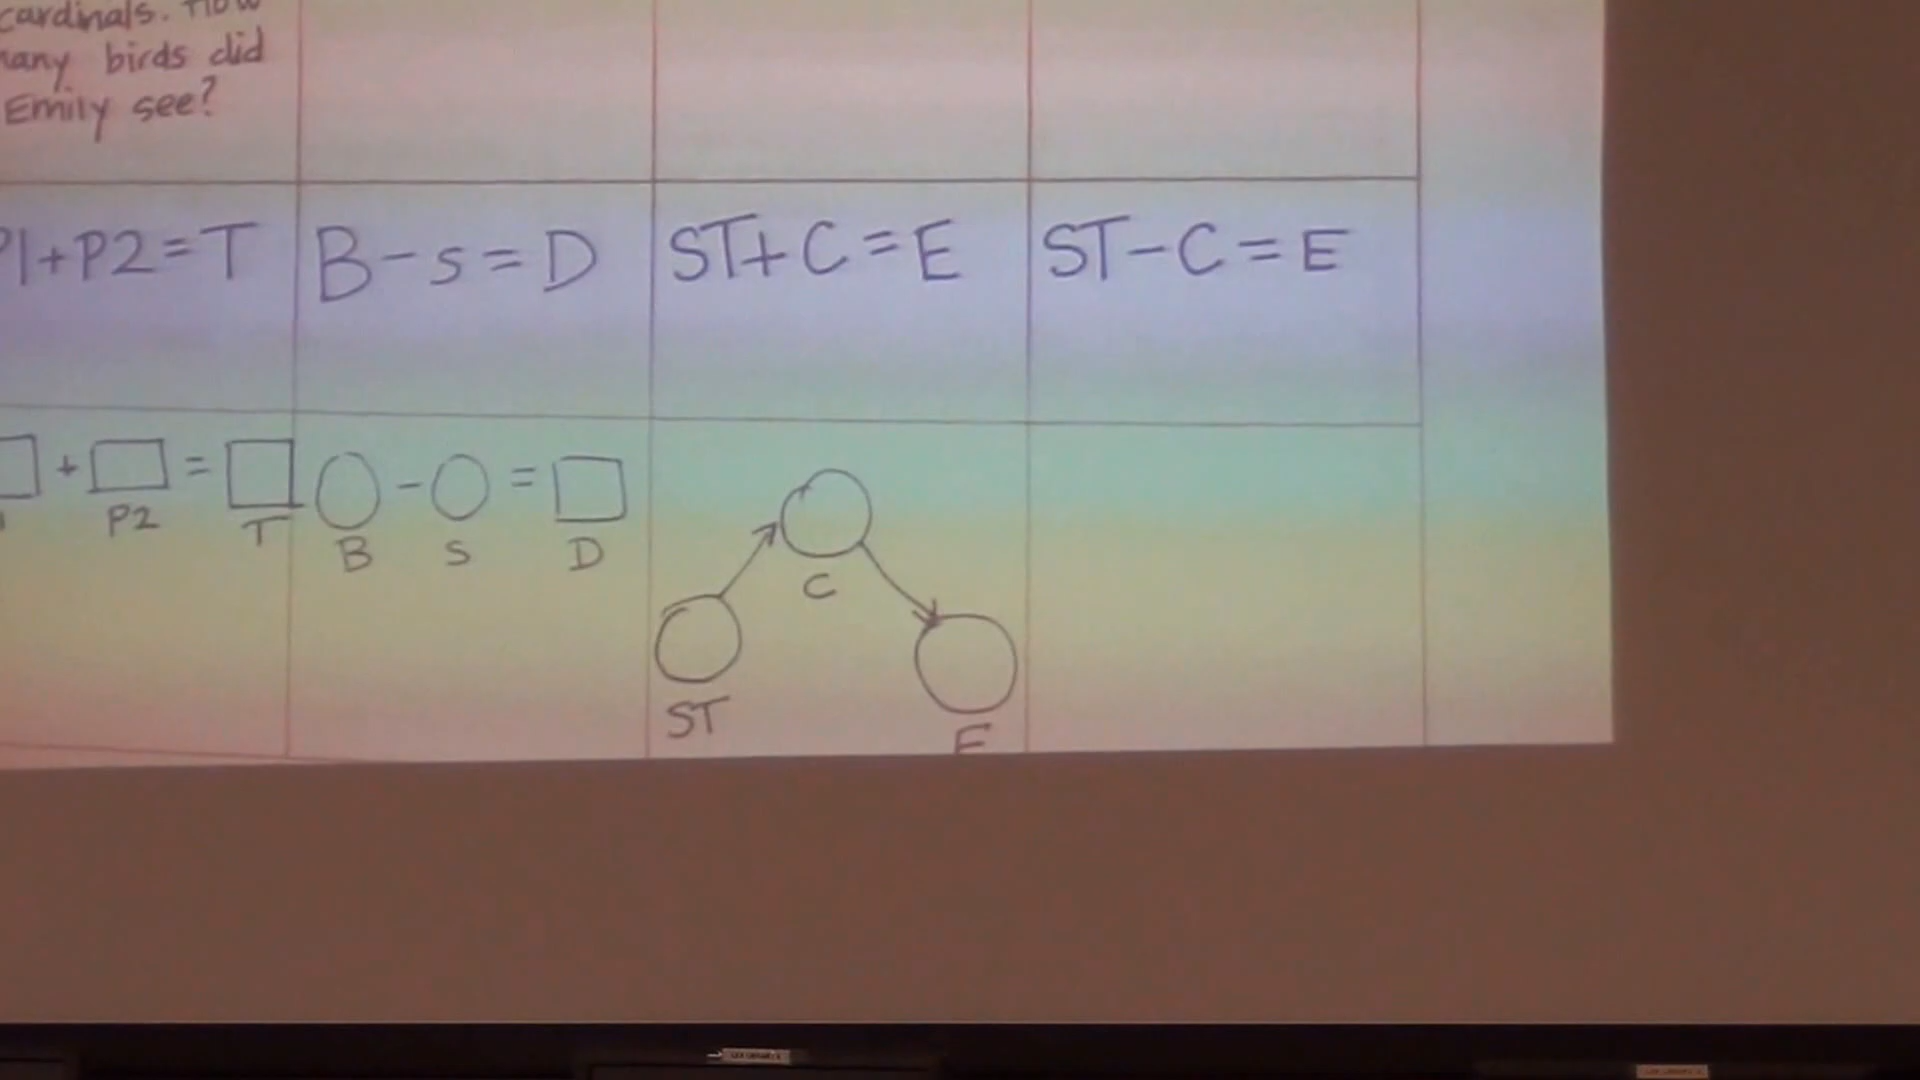 cardinals. How
many birds did
Emily see?
P1+P2=T
B-s=D
ST+C=E
ST-C=E
+ =
P2 T
- =
B S D
C
ST
E